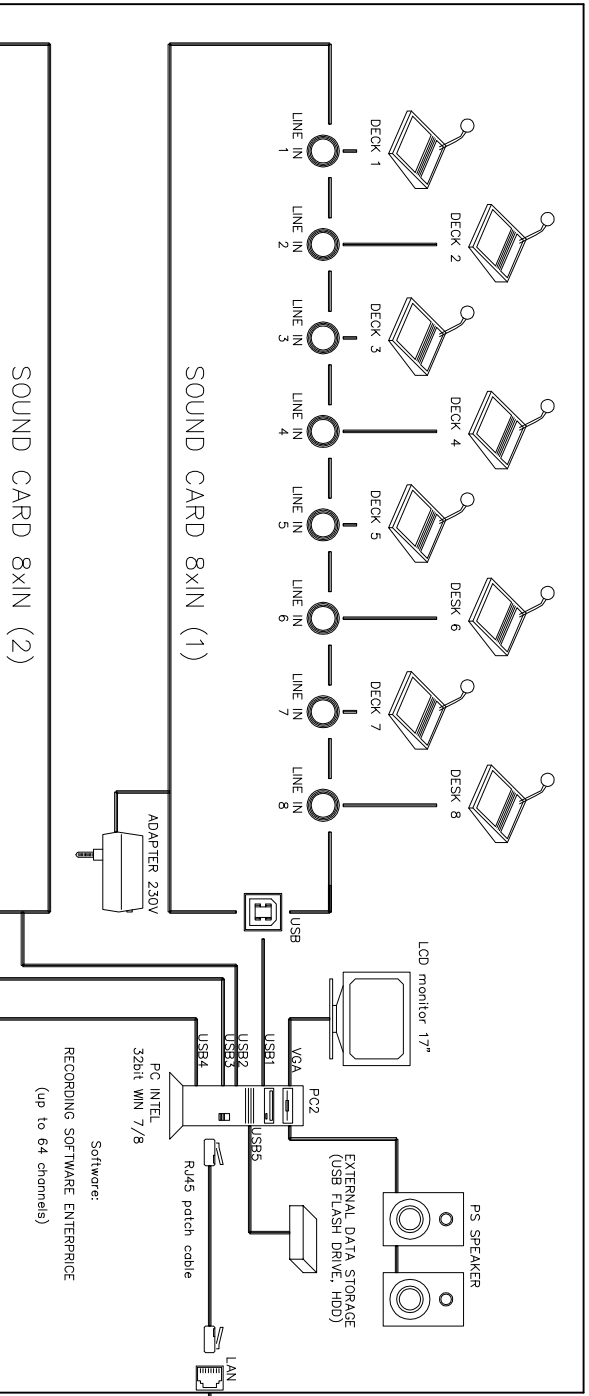 DECK 1
DECK 2
DECK 3
DECK 4
DECK 5
DESK 6
DECK 7
DESK 8
LINE IN
1
LINE IN
2
LINE IN
3
LINE IN
4
LINE IN
5
LINE IN
6
LINE IN
7
LINE IN
8
SOUND CARD 8xIN (1)
SOUND CARD 8xIN (2)
ADAPTER 230V
USB
LCD monitor 17"
VGA
USB1
USB2
USB3
USB4
PC2
USB5
PC INTEL
32bit WIN 7/8
PS SPEAKER
EXTERNAL DATA STORAGE
(USB FLASH DRIVE, HDD)
RJ45 patch cable
LAN
Software:
RECORDING SOFTWARE ENTERPRICE
(up to 64 channels)